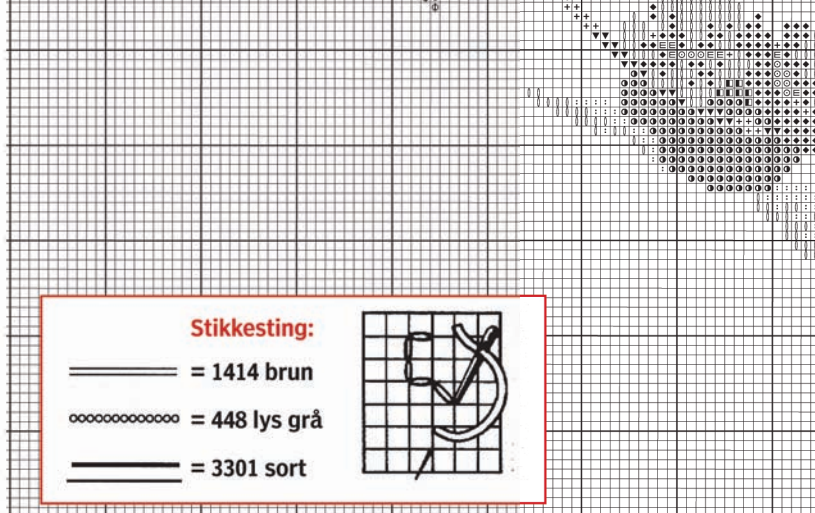 Stikkesting:
= 1414 brun
= 448 lys grå
= 3301 sort